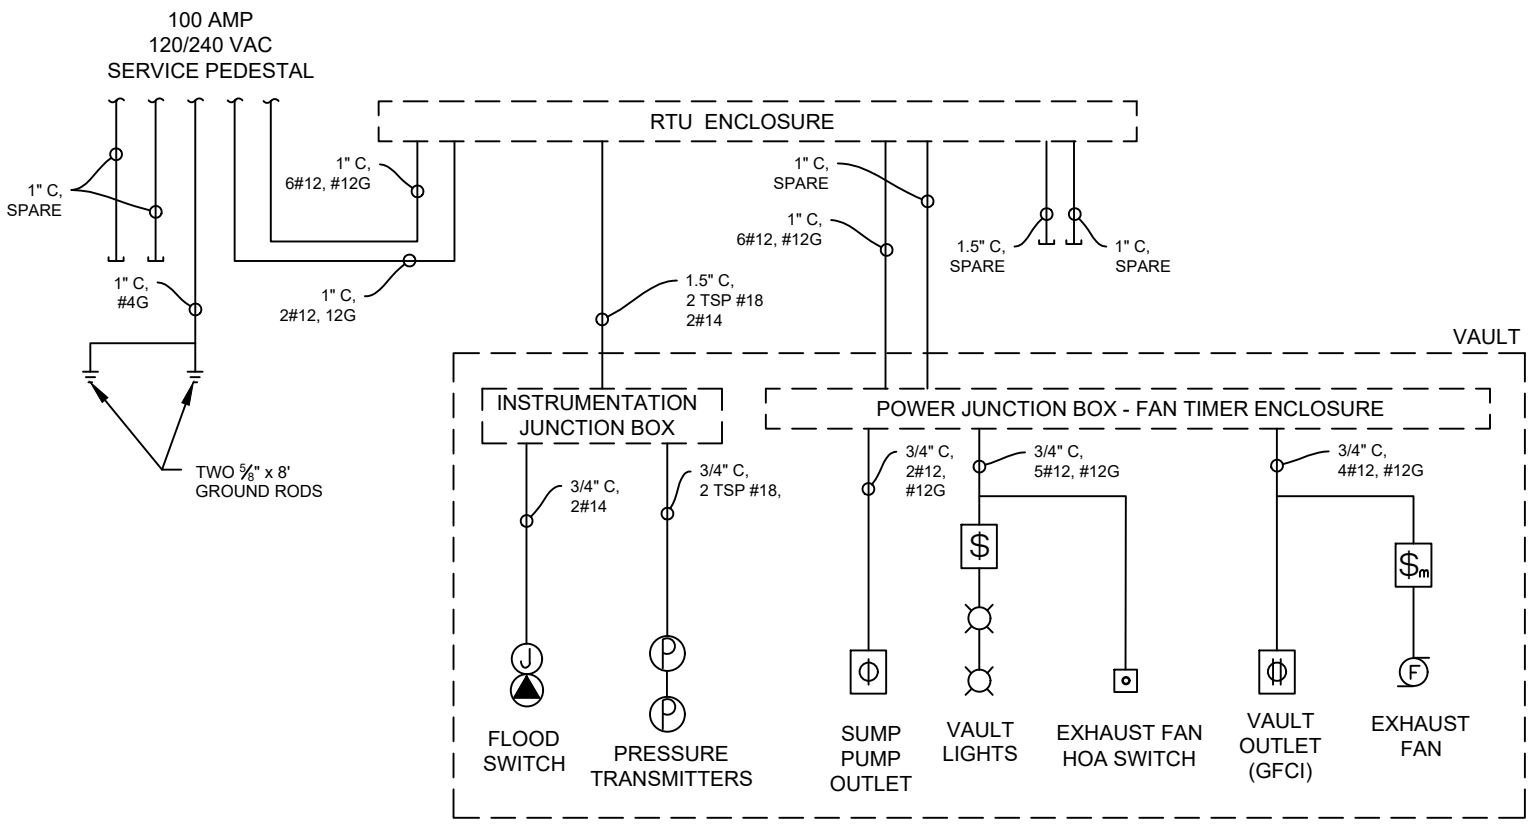 100 AMP
120/240 VAC
SERVICE PEDESTAL
RTU ENCLOSURE
1" C,
SPARE
1" C,
6#12, #12G
1" C,
#4G
1" C,
2#12, 12G
TWO ⅝" x 8'
GROUND RODS
1.5" C,
2 TSP #18
2#14
1" C,
SPARE
1" C,
6#12, #12G
1.5" C,
SPARE
1" C,
SPARE
VAULT
INSTRUMENTATION
JUNCTION BOX
POWER JUNCTION BOX - FAN TIMER ENCLOSURE
3/4" C,
2#14
3/4" C,
2 TSP #18,
3/4" C,
2#12,
#12G
3/4" C,
5#12, #12G
3/4" C,
4#12, #12G
$
$m
J
P
P
F
FLOOD
SWITCH
PRESSURE
TRANSMITTERS
SUMP
PUMP
OUTLET
VAULT
LIGHTS
EXHAUST FAN
HOA SWITCH
VAULT
OUTLET
(GFCI)
EXHAUST
FAN